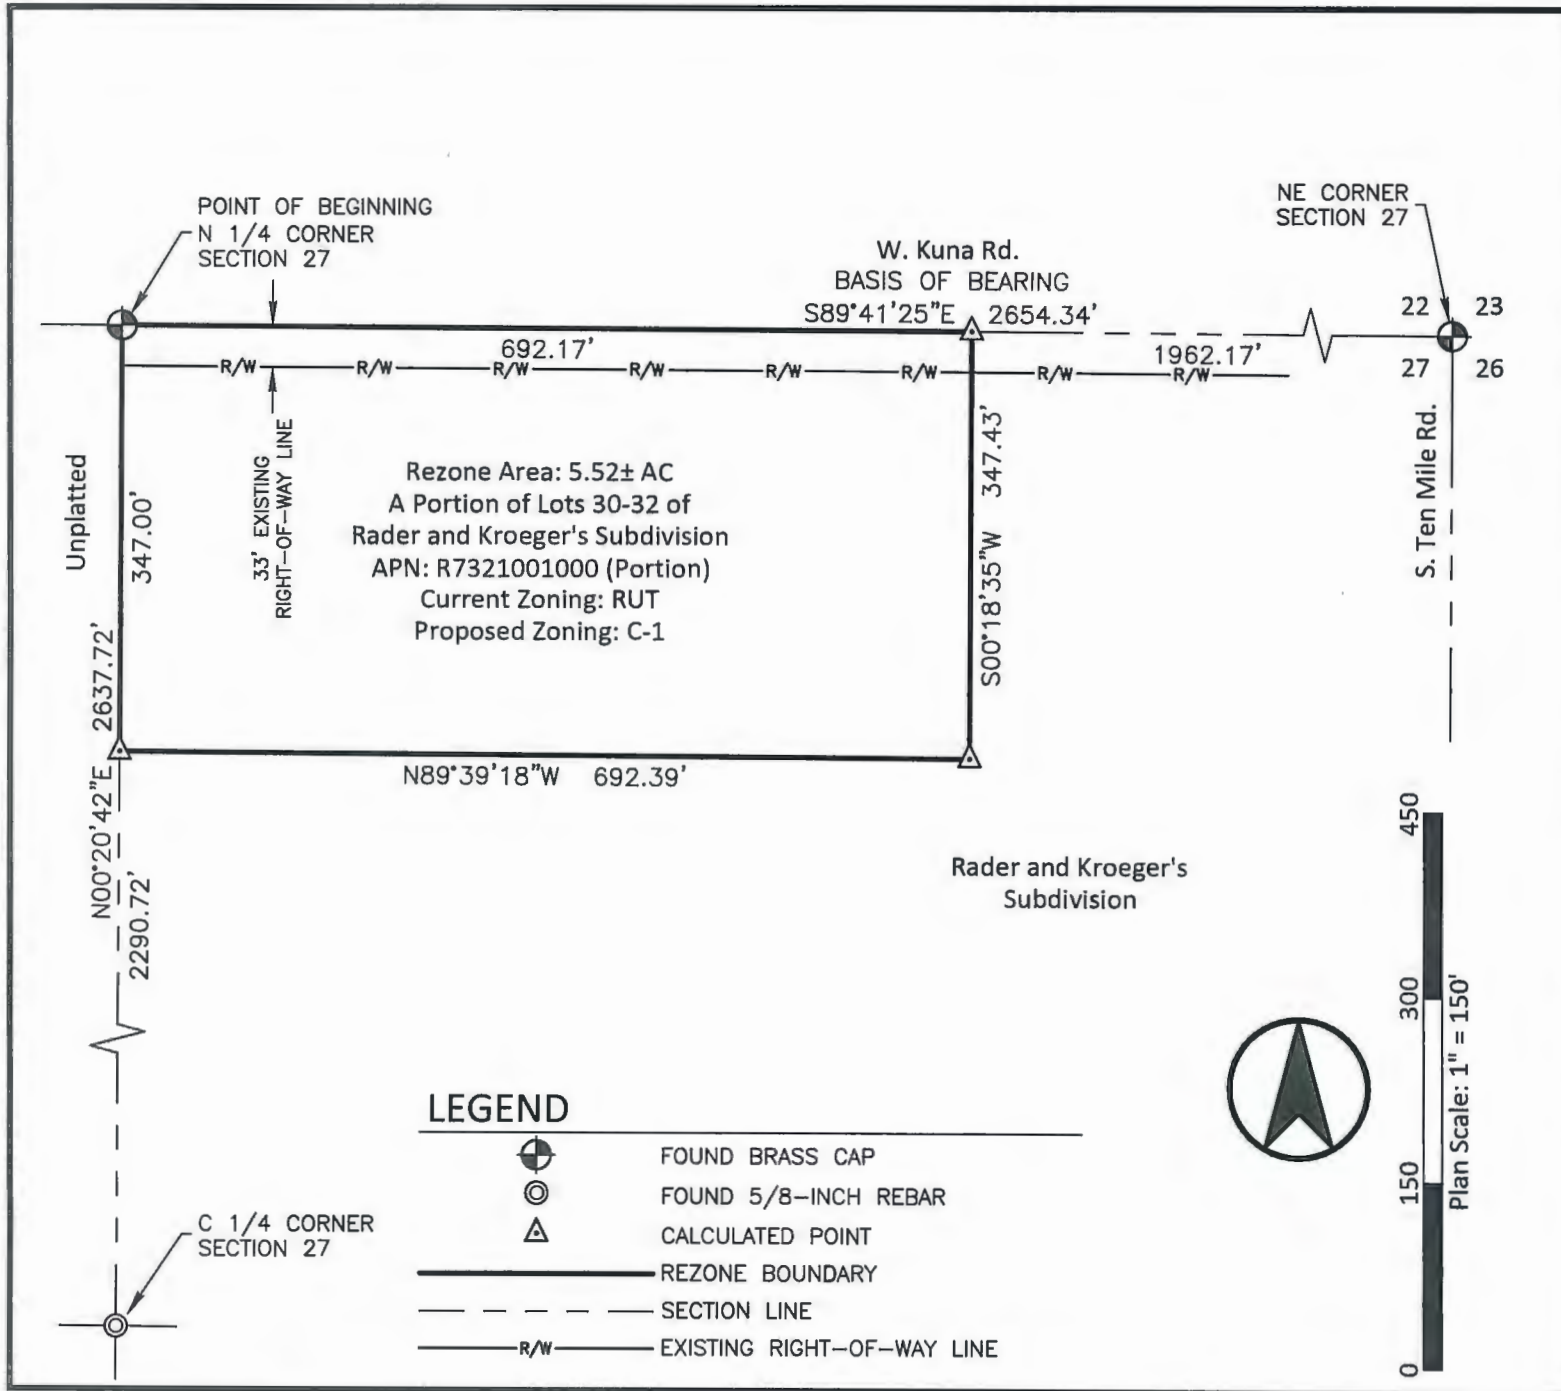 POINT OF BEGINNING
N 1/4 CORNER
SECTION 27
NE CORNER
SECTION 27
W. Kuna Rd.
BASIS OF BEARING
S89°41'25"E 2654.34'
22 23
27 26
692.17'
1962.17'
R/W R/W R/W R/W R/W R/W R/W R/W
Unplatted
347.00'
33' EXISTING
RIGHT-OF-WAY LINE
Rezone Area: 5.52± AC
A Portion of Lots 30-32 of
Rader and Kroeger's Subdivision
APN: R7321001000 (Portion)
Current Zoning: RUT
Proposed Zoning: C-1
S00°18'35"W 347.43'
S. Ten Mile Rd.
N00°20'42"E 2637.72'
2290.72'
N89°39'18"W 692.39'
Rader and Kroeger's
Subdivision
450
300
150
0
Plan Scale: 1" = 150'
C 1/4 CORNER
SECTION 27
LEGEND
FOUND BRASS CAP
FOUND 5/8-INCH REBAR
CALCULATED POINT
REZONE BOUNDARY
SECTION LINE
R/W EXISTING RIGHT-OF-WAY LINE